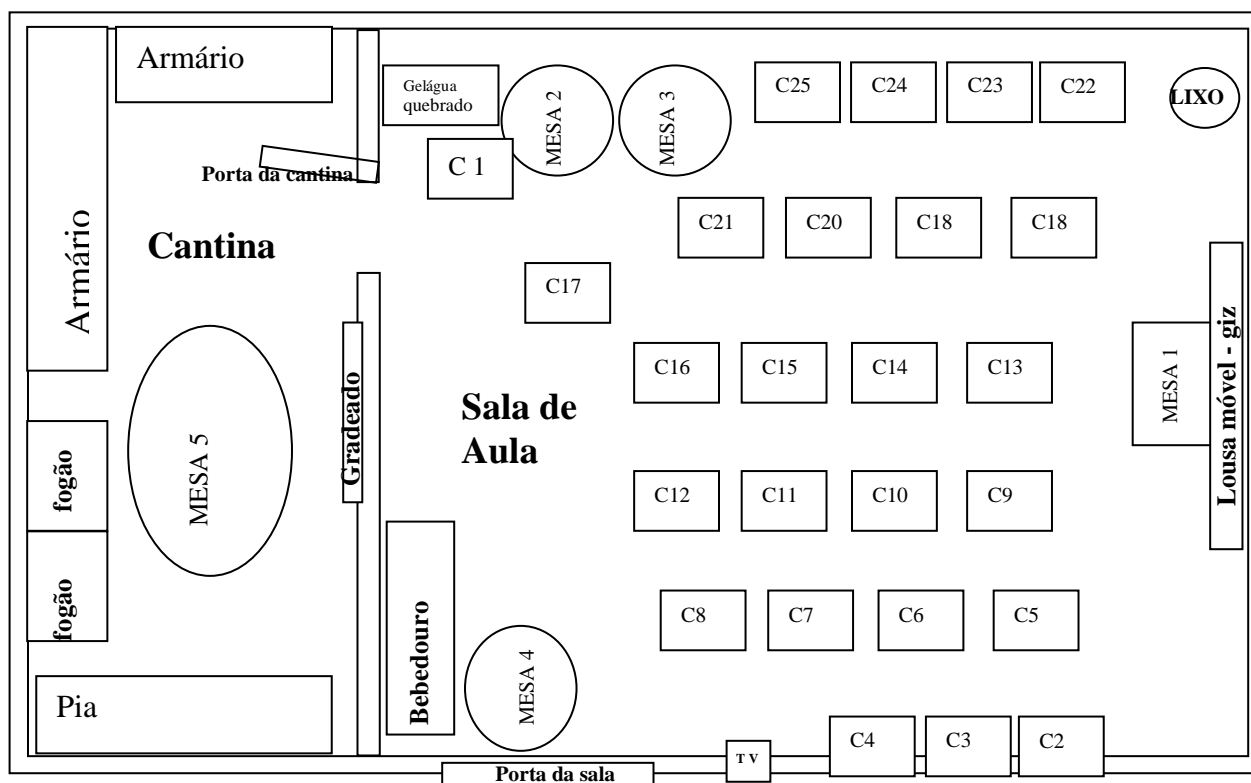 Armário
Gelágua
quebrado
MESA 2
MESA 3
C25
C24
C23
C22
LIXO
Porta da cantina
C 1
Armário
Cantina
C21
C20
C18
C18
C17
Lousa móvel - giz
MESA 1
C16
C15
C14
C13
Sala de
Aula
Gradeado
MESA 5
fogão
C12
C11
C10
C9
fogão
Bebedouro
C8
C7
C6
C5
MESA 4
Pia
C4
C3
C2
T V
Porta da sala